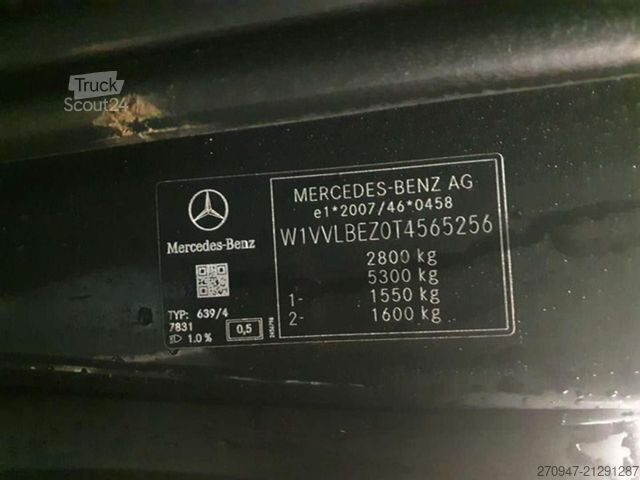 Truck
Scout24
MERCEDES-BENZ AG
e1*2007/46*0458
W1VVLBEZ0T4565256
2800 kg
5300 kg
1- 1550 kg
2- 1600 kg
Mercedes-Benz
TYP: 639/4
7831
1.0 % 0,5
270947-21291287